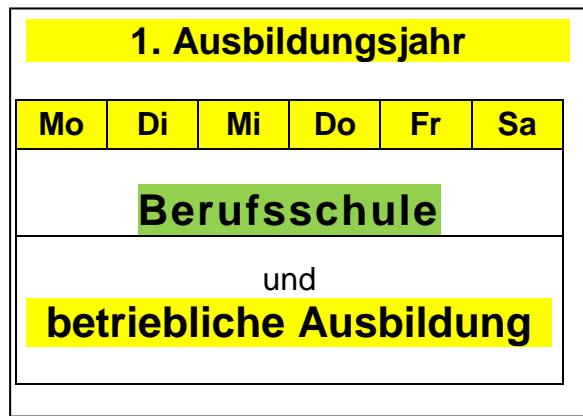 1. Ausbildungsjahr
Mo Di Mi Do Fr Sa
Berufsschule
und
betriebliche Ausbildung